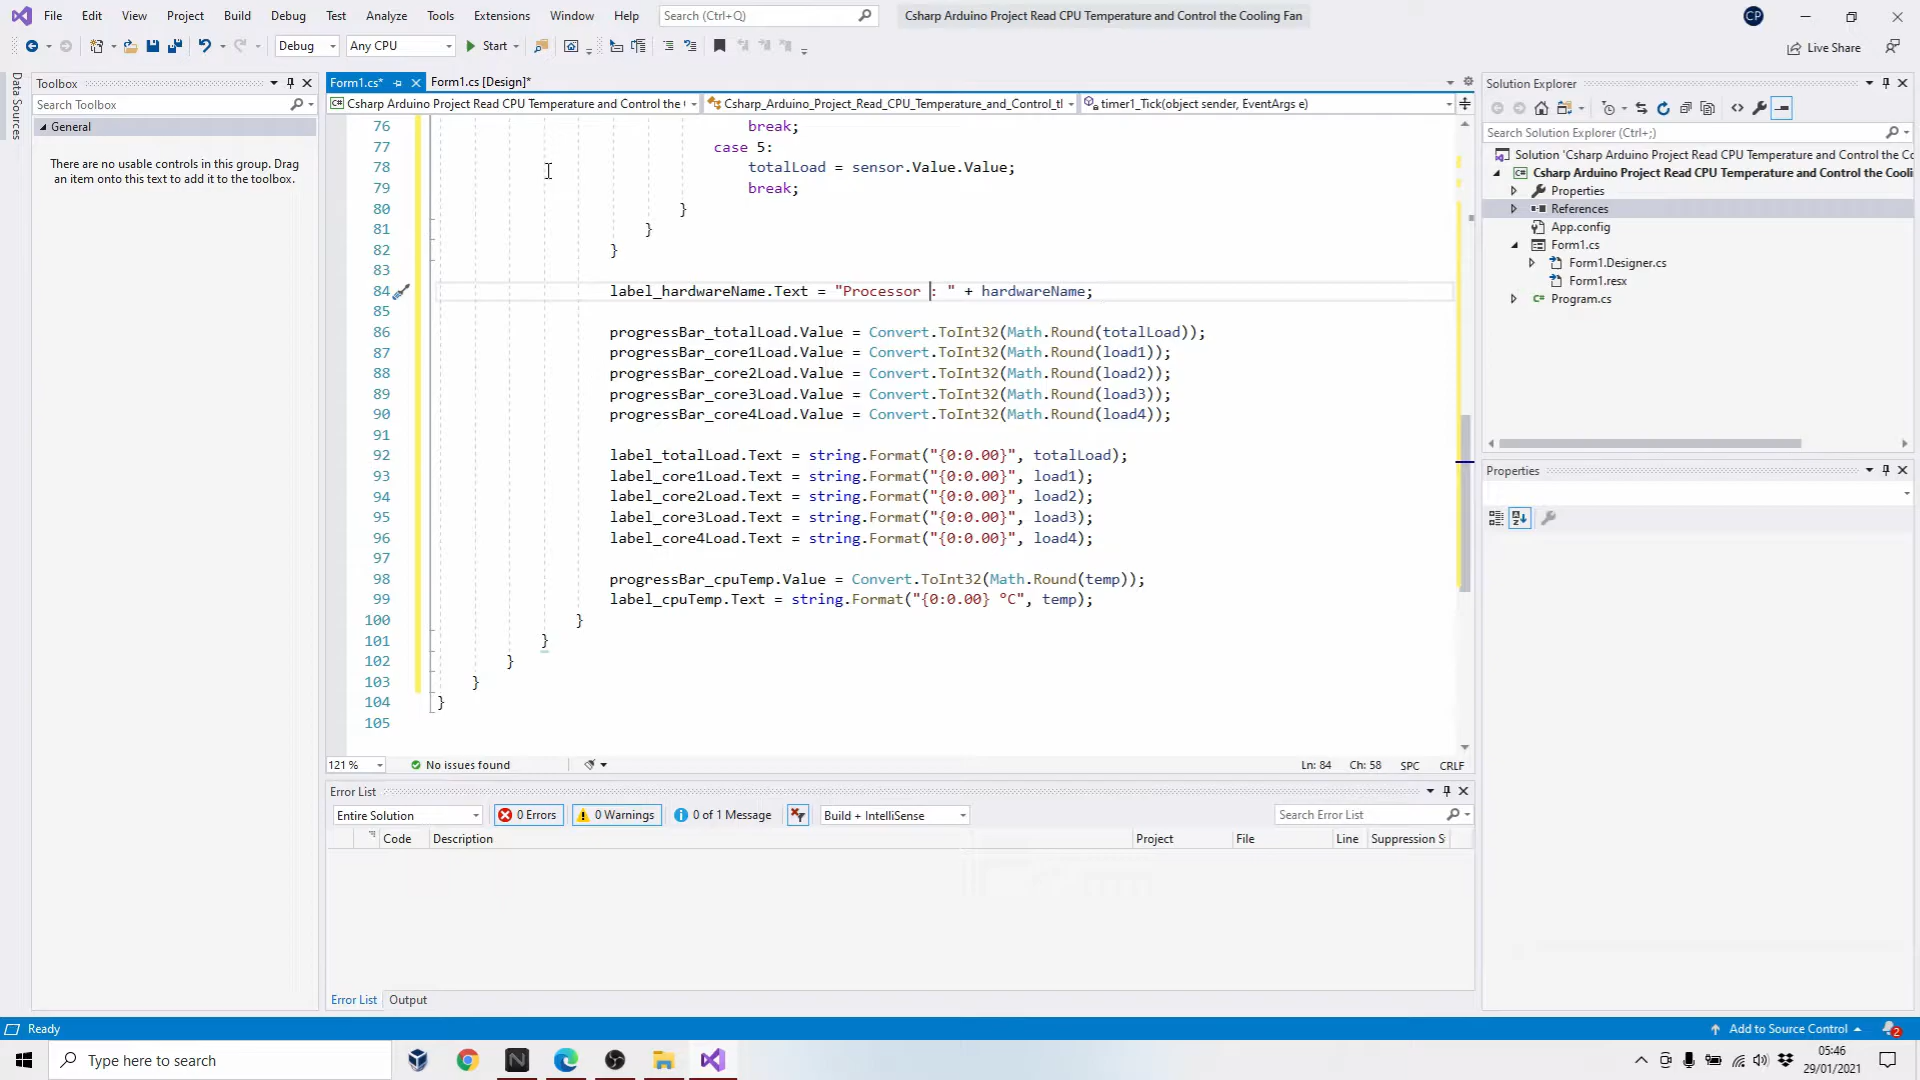 File Edit View Project Build Debug Test Analyze Tools Extensions Window Help Search (Ctrl+Q) Csharp Arduino Project Read CPU Temperature and Control the Cooling Fan CP
Debug Any CPU Start Live Share
Data Sources
Toolbox
Search Toolbox
General
There are no usable controls in this group. Drag
an item onto this text to add it to the toolbox.
Form1.cs* Form1.cs [Design]*
Csharp Arduino Project Read CPU Temperature and Control the Csharp_Arduino_Project_Read_CPU_Temperature_and_Control_tl timer1_Tick(object sender, EventArgs e)
76 break;
77 case 5:
78 totalLoad = sensor.Value.Value;
79 break;
80 }
81 }
82 }
83
84 label_hardwareName.Text = "Processor : " + hardwareName;
85
86 progressBar_totalLoad.Value = Convert.ToInt32(Math.Round(totalLoad));
87 progressBar_core1Load.Value = Convert.ToInt32(Math.Round(load1));
88 progressBar_core2Load.Value = Convert.ToInt32(Math.Round(load2));
89 progressBar_core3Load.Value = Convert.ToInt32(Math.Round(load3));
90 progressBar_core4Load.Value = Convert.ToInt32(Math.Round(load4));
91
92 label_totalLoad.Text = string.Format("{0:0.00}", totalLoad);
93 label_core1Load.Text = string.Format("{0:0.00}", load1);
94 label_core2Load.Text = string.Format("{0:0.00}", load2);
95 label_core3Load.Text = string.Format("{0:0.00}", load3);
96 label_core4Load.Text = string.Format("{0:0.00}", load4);
97
98 progressBar_cpuTemp.Value = Convert.ToInt32(Math.Round(temp));
99 label_cpuTemp.Text = string.Format("{0:0.00} °C", temp);
100 }
101 }
102 }
103 }
104 }
105
121 % No issues found Ln: 84 Ch: 58 SPC CRLF
Error List
Entire Solution 0 Errors 0 Warnings 0 of 1 Message Build + IntelliSense Search Error List
Code Description Project File Line Suppression S
Error List Output
Solution Explorer
Search Solution Explorer (Ctrl+;)
Solution 'Csharp Arduino Project Read CPU Temperature and Control the Co
Csharp Arduino Project Read CPU Temperature and Control the Cooli
Properties
References
App.config
Form1.cs
Form1.Designer.cs
Form1.resx
Program.cs
Properties
Ready Add to Source Control 2
Type here to search 05:46
29/01/2021